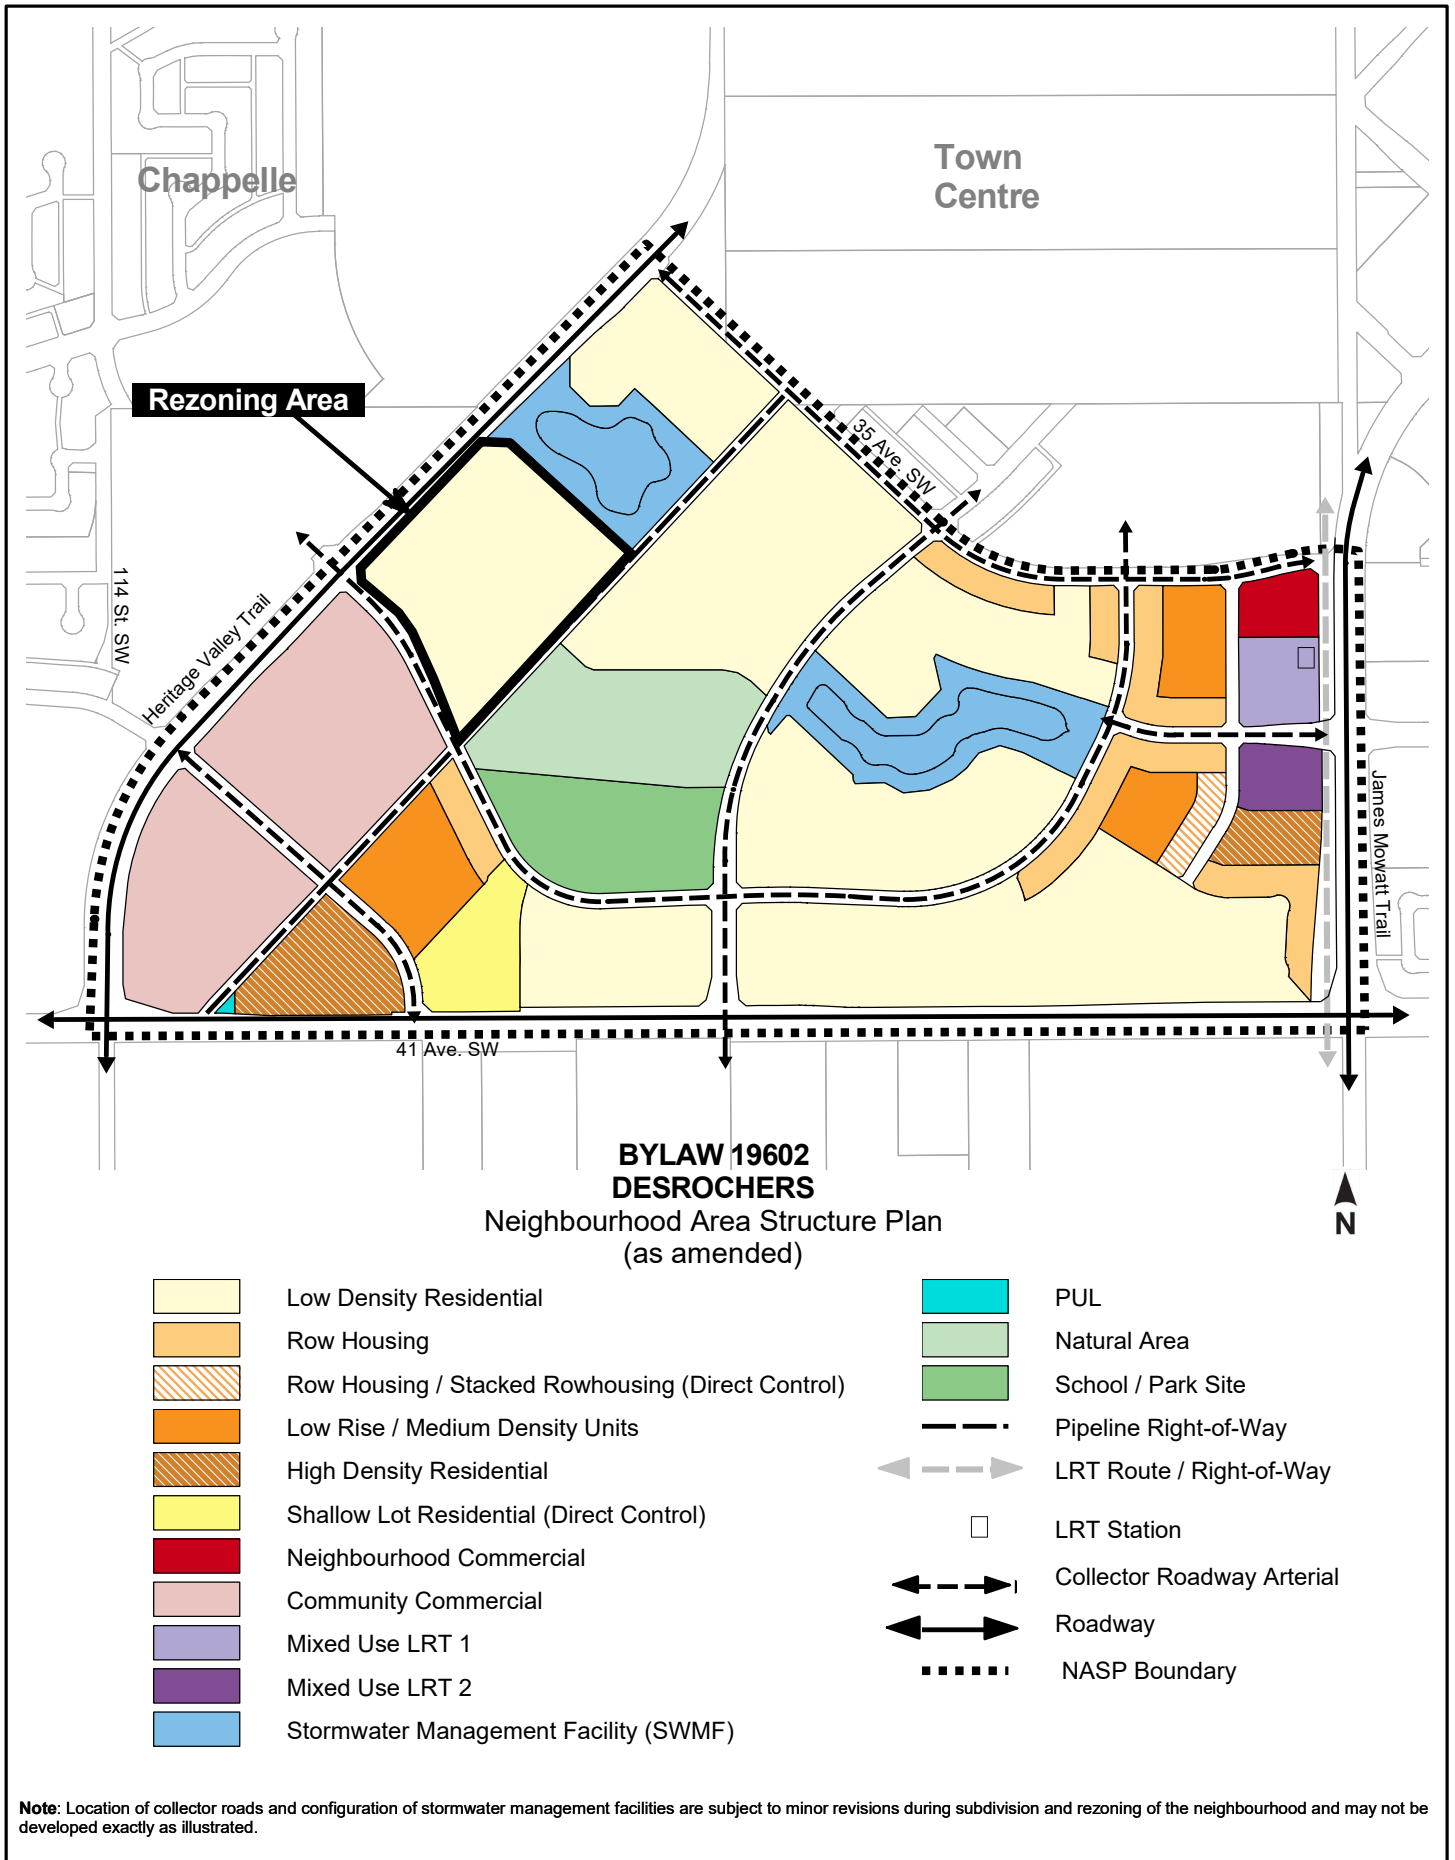 Chappelle
Town
Centre
Rezoning Area
35 Ave. SW
114 St. SW
Heritage Valley Trail
James Mowatt Trail
41 Ave. SW
BYLAW 19602
DESROCHERS
Neighbourhood Area Structure Plan
(as amended)
N
Low Density Residential
Row Housing
Row Housing / Stacked Rowhousing (Direct Control)
Low Rise / Medium Density Units
High Density Residential
Shallow Lot Residential (Direct Control)
Neighbourhood Commercial
Community Commercial
Mixed Use LRT 1
Mixed Use LRT 2
Stormwater Management Facility (SWMF)
PUL
Natural Area
School / Park Site
Pipeline Right-of-Way
LRT Route / Right-of-Way
LRT Station
Collector Roadway Arterial
Roadway
NASP Boundary
Note: Location of collector roads and configuration of stormwater management facilities are subject to minor revisions during subdivision and rezoning of the neighbourhood and may not be
developed exactly as illustrated.